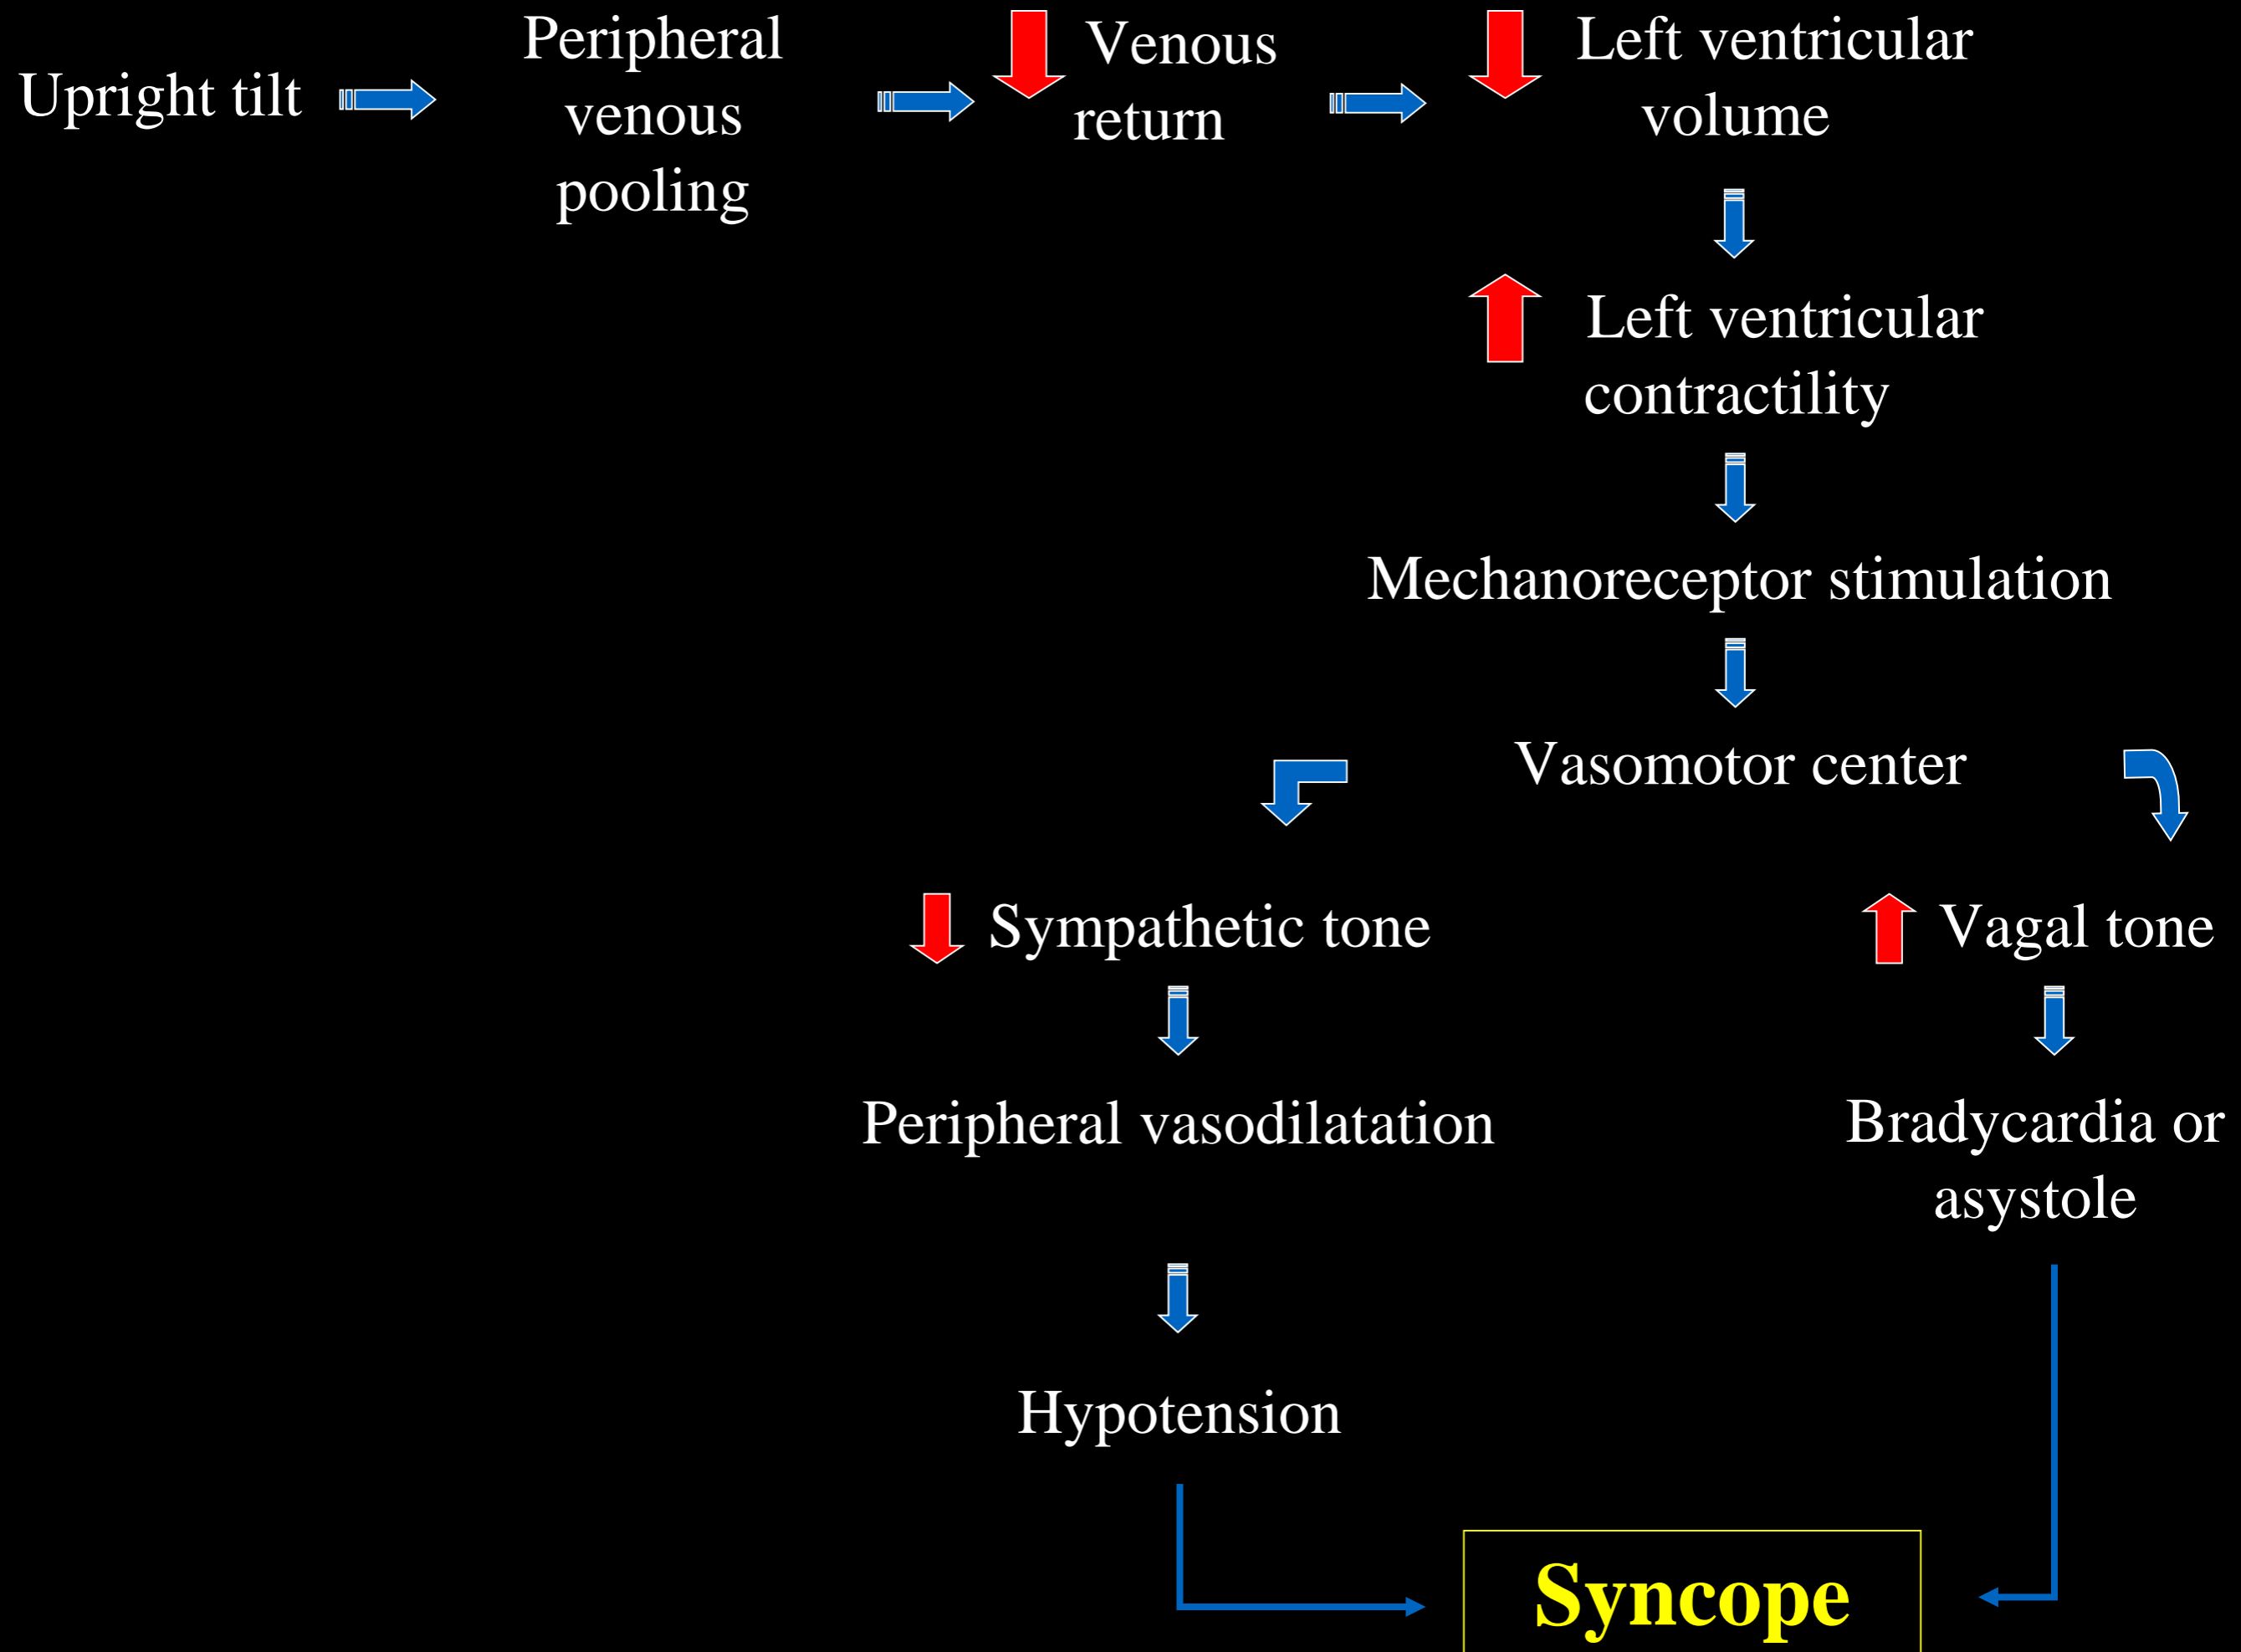 Upright tilt
Peripheral
venous
pooling
Venous
return
Left ventricular
volume
Left ventricular
contractility
Mechanoreceptor stimulation
Vasomotor center
Sympathetic tone
Vagal tone
Peripheral vasodilatation
Bradycardia or
asystole
Hypotension
Syncope